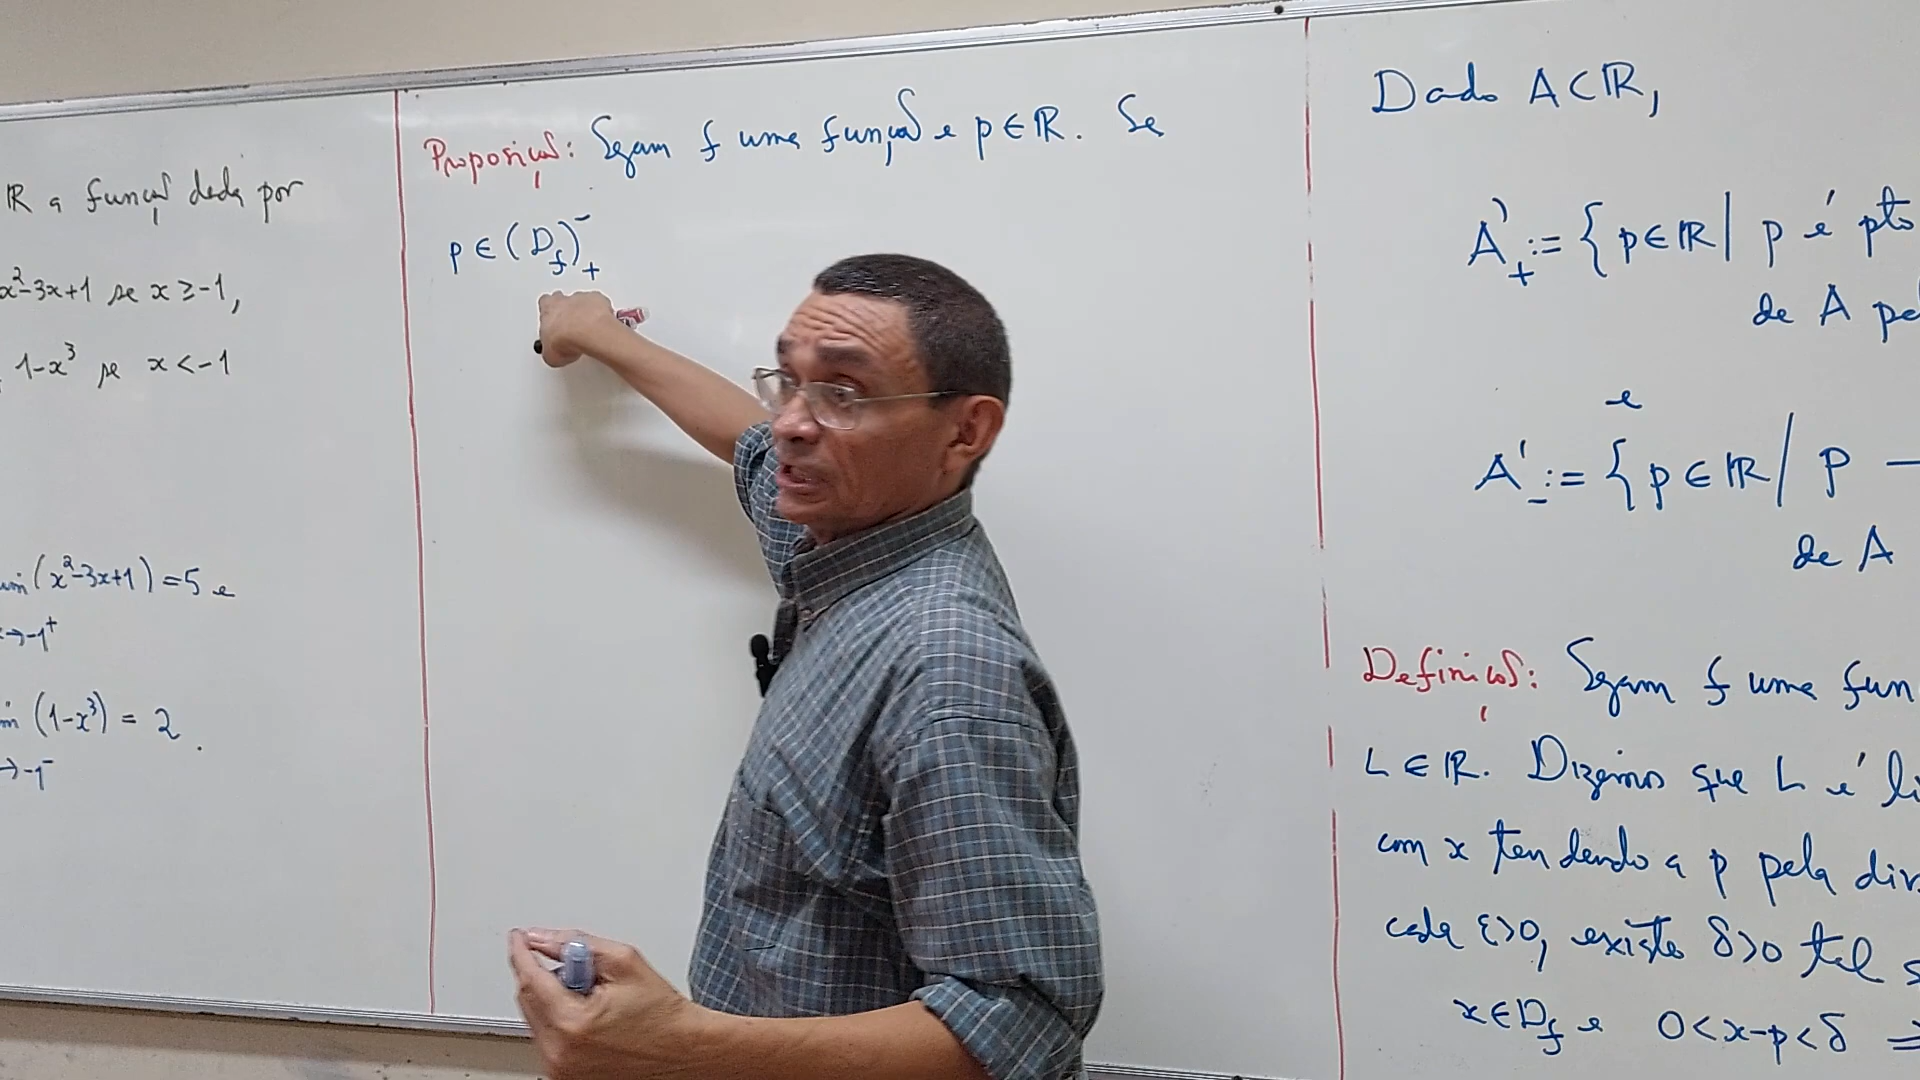 ℝ a função dada por
x²-3x+1 se x ≥ -1,
1-x³ se x < -1
(x²-3x+1) = 5 e
x→-1⁺
(1-x³) = 2.
→-1⁻
Proposição: Sejam f uma função e p ∈ ℝ. Se
p ∈ (D_f)₊⁻
Dado A ⊂ ℝ,
A'₊ := { p ∈ ℝ | p é pto
de A pe
e
A'₋ := { p ∈ ℝ / p —
de A
Definição: Sejam f uma fun
L ∈ ℝ. Dizemos que L é li
com x tendendo a p pela dir
cada ε>0, existe δ>0 tal
x ∈ D_f e 0 < x-p < δ ⇒